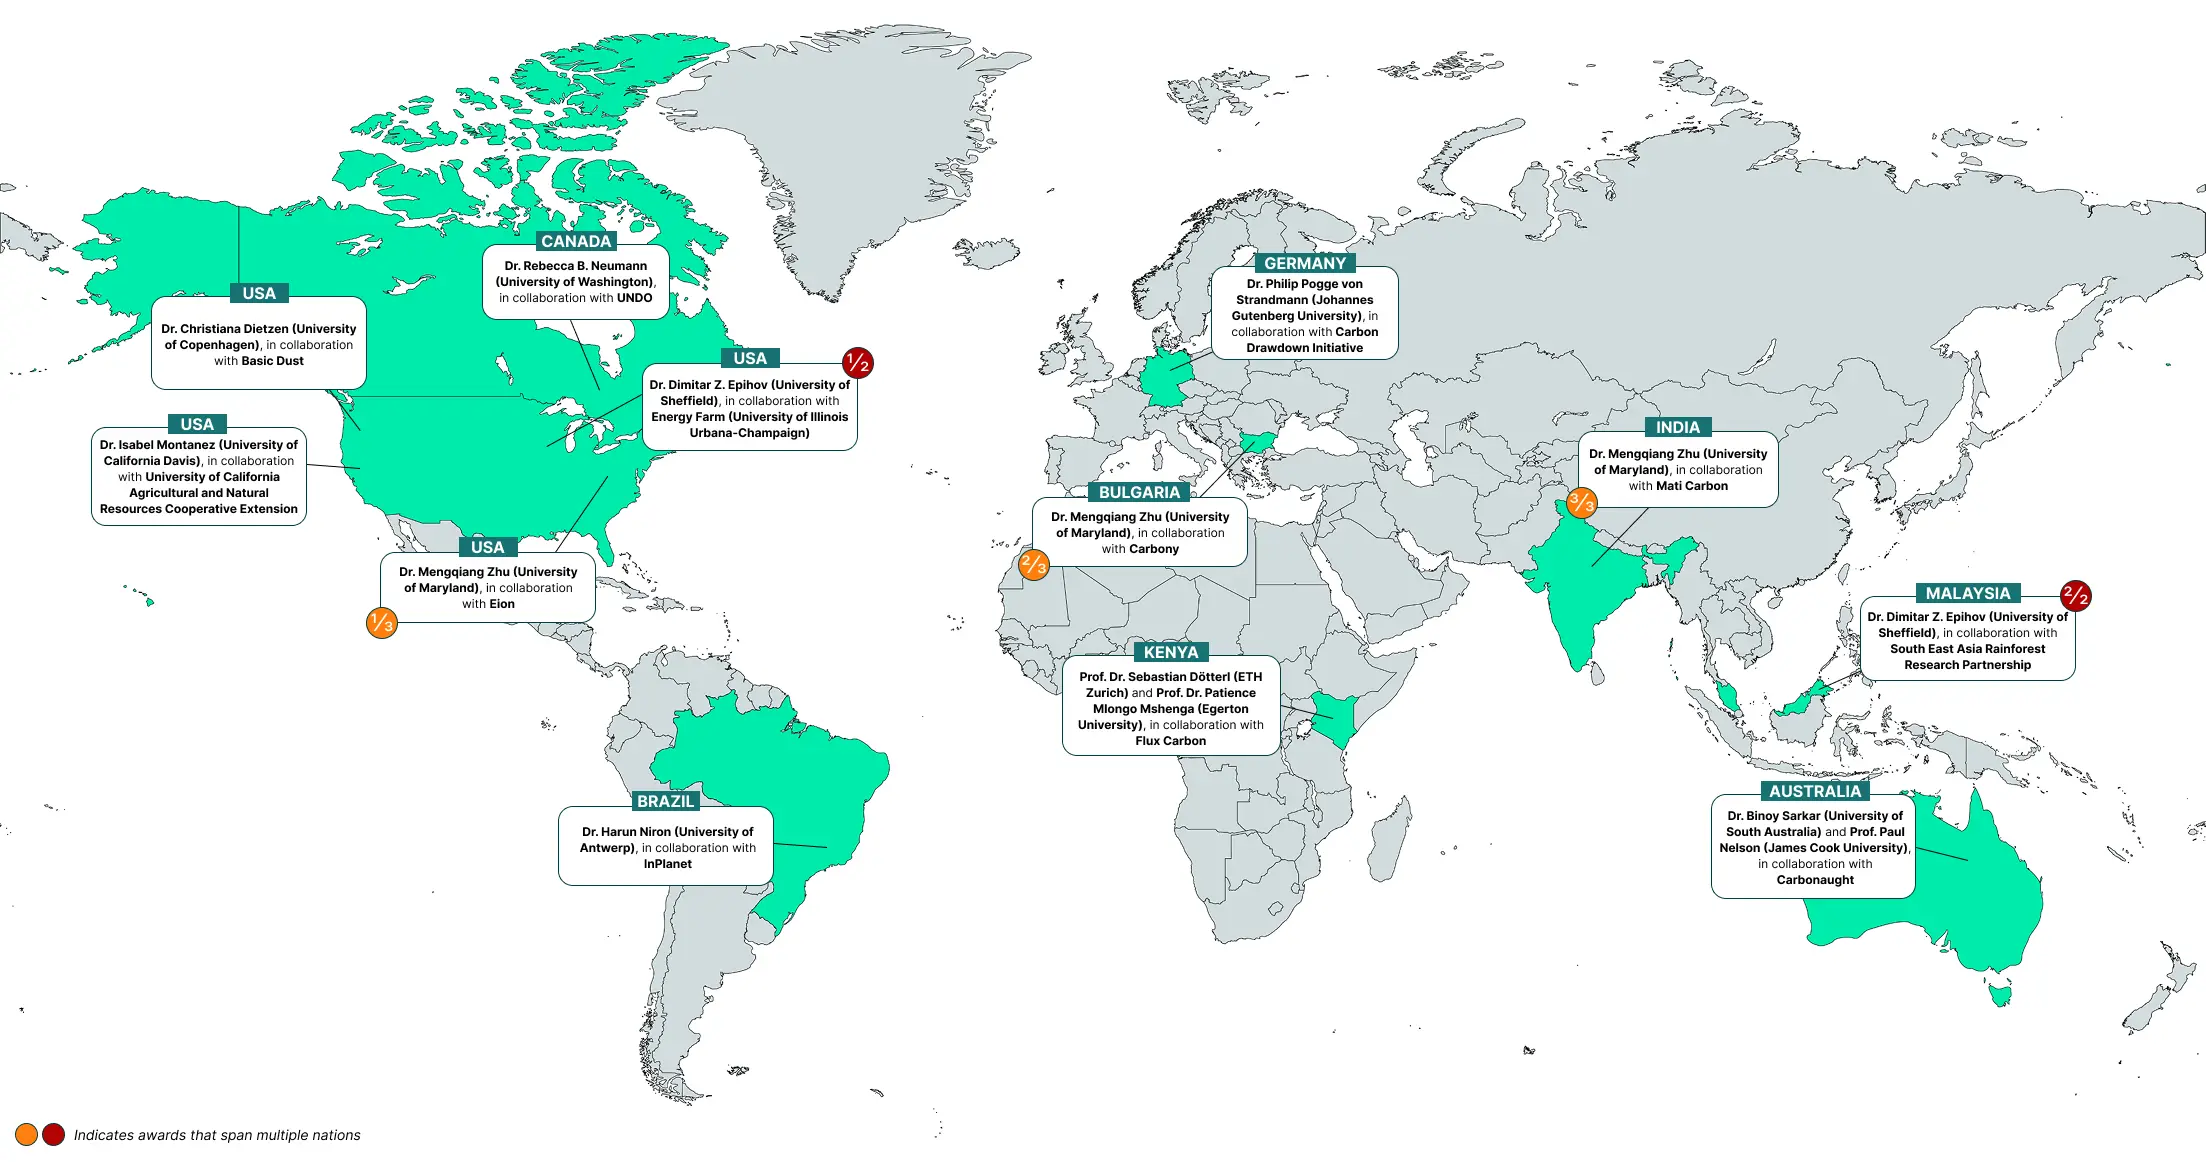 CANADA
Dr. Rebecca B. Neumann
(University of Washington),
in collaboration with UNDO
USA
Dr. Christiana Dietzen (University
of Copenhagen), in collaboration
with Basic Dust
USA
1/2
Dr. Dimitar Z. Epihov (University of
Sheffield), in collaboration with
Energy Farm (University of Illinois
Urbana-Champaign)
USA
Dr. Isabel Montanez (University of
California Davis), in collaboration
with University of California
Agricultural and Natural
Resources Cooperative Extension
USA
Dr. Mengqiang Zhu (University
of Maryland), in collaboration
with Eion
1/3
BRAZIL
Dr. Harun Niron (University of
Antwerp), in collaboration with
InPlanet
GERMANY
Dr. Philip Pogge von
Strandmann (Johannes
Gutenberg University), in
collaboration with Carbon
Drawdown Initiative
BULGARIA
Dr. Mengqiang Zhu (University
of Maryland), in collaboration
with Carbony
2/3
KENYA
Prof. Dr. Sebastian Dötterl (ETH
Zurich) and Prof. Dr. Patience
Mlongo Mshenga (Egerton
University), in collaboration with
Flux Carbon
INDIA
Dr. Mengqiang Zhu (University
of Maryland), in collaboration
with Mati Carbon
3/3
MALAYSIA
2/2
Dr. Dimitar Z. Epihov (University of
Sheffield), in collaboration with
South East Asia Rainforest
Research Partnership
AUSTRALIA
Dr. Binoy Sarkar (University of
South Australia) and Prof. Paul
Nelson (James Cook University),
in collaboration with
Carbonaught
Indicates awards that span multiple nations